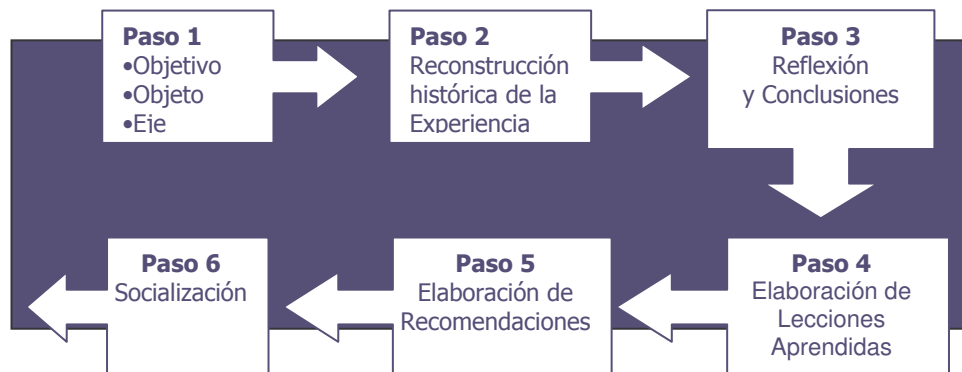 Paso 1
•Objetivo
•Objeto
•Eje
Paso 2
Reconstrucción
histórica de la
Experiencia
Paso 3
Reflexión
y Conclusiones
Paso 4
Elaboración de
Lecciones
Aprendidas
Paso 5
Elaboración de
Recomendaciones
Paso 6
Socialización